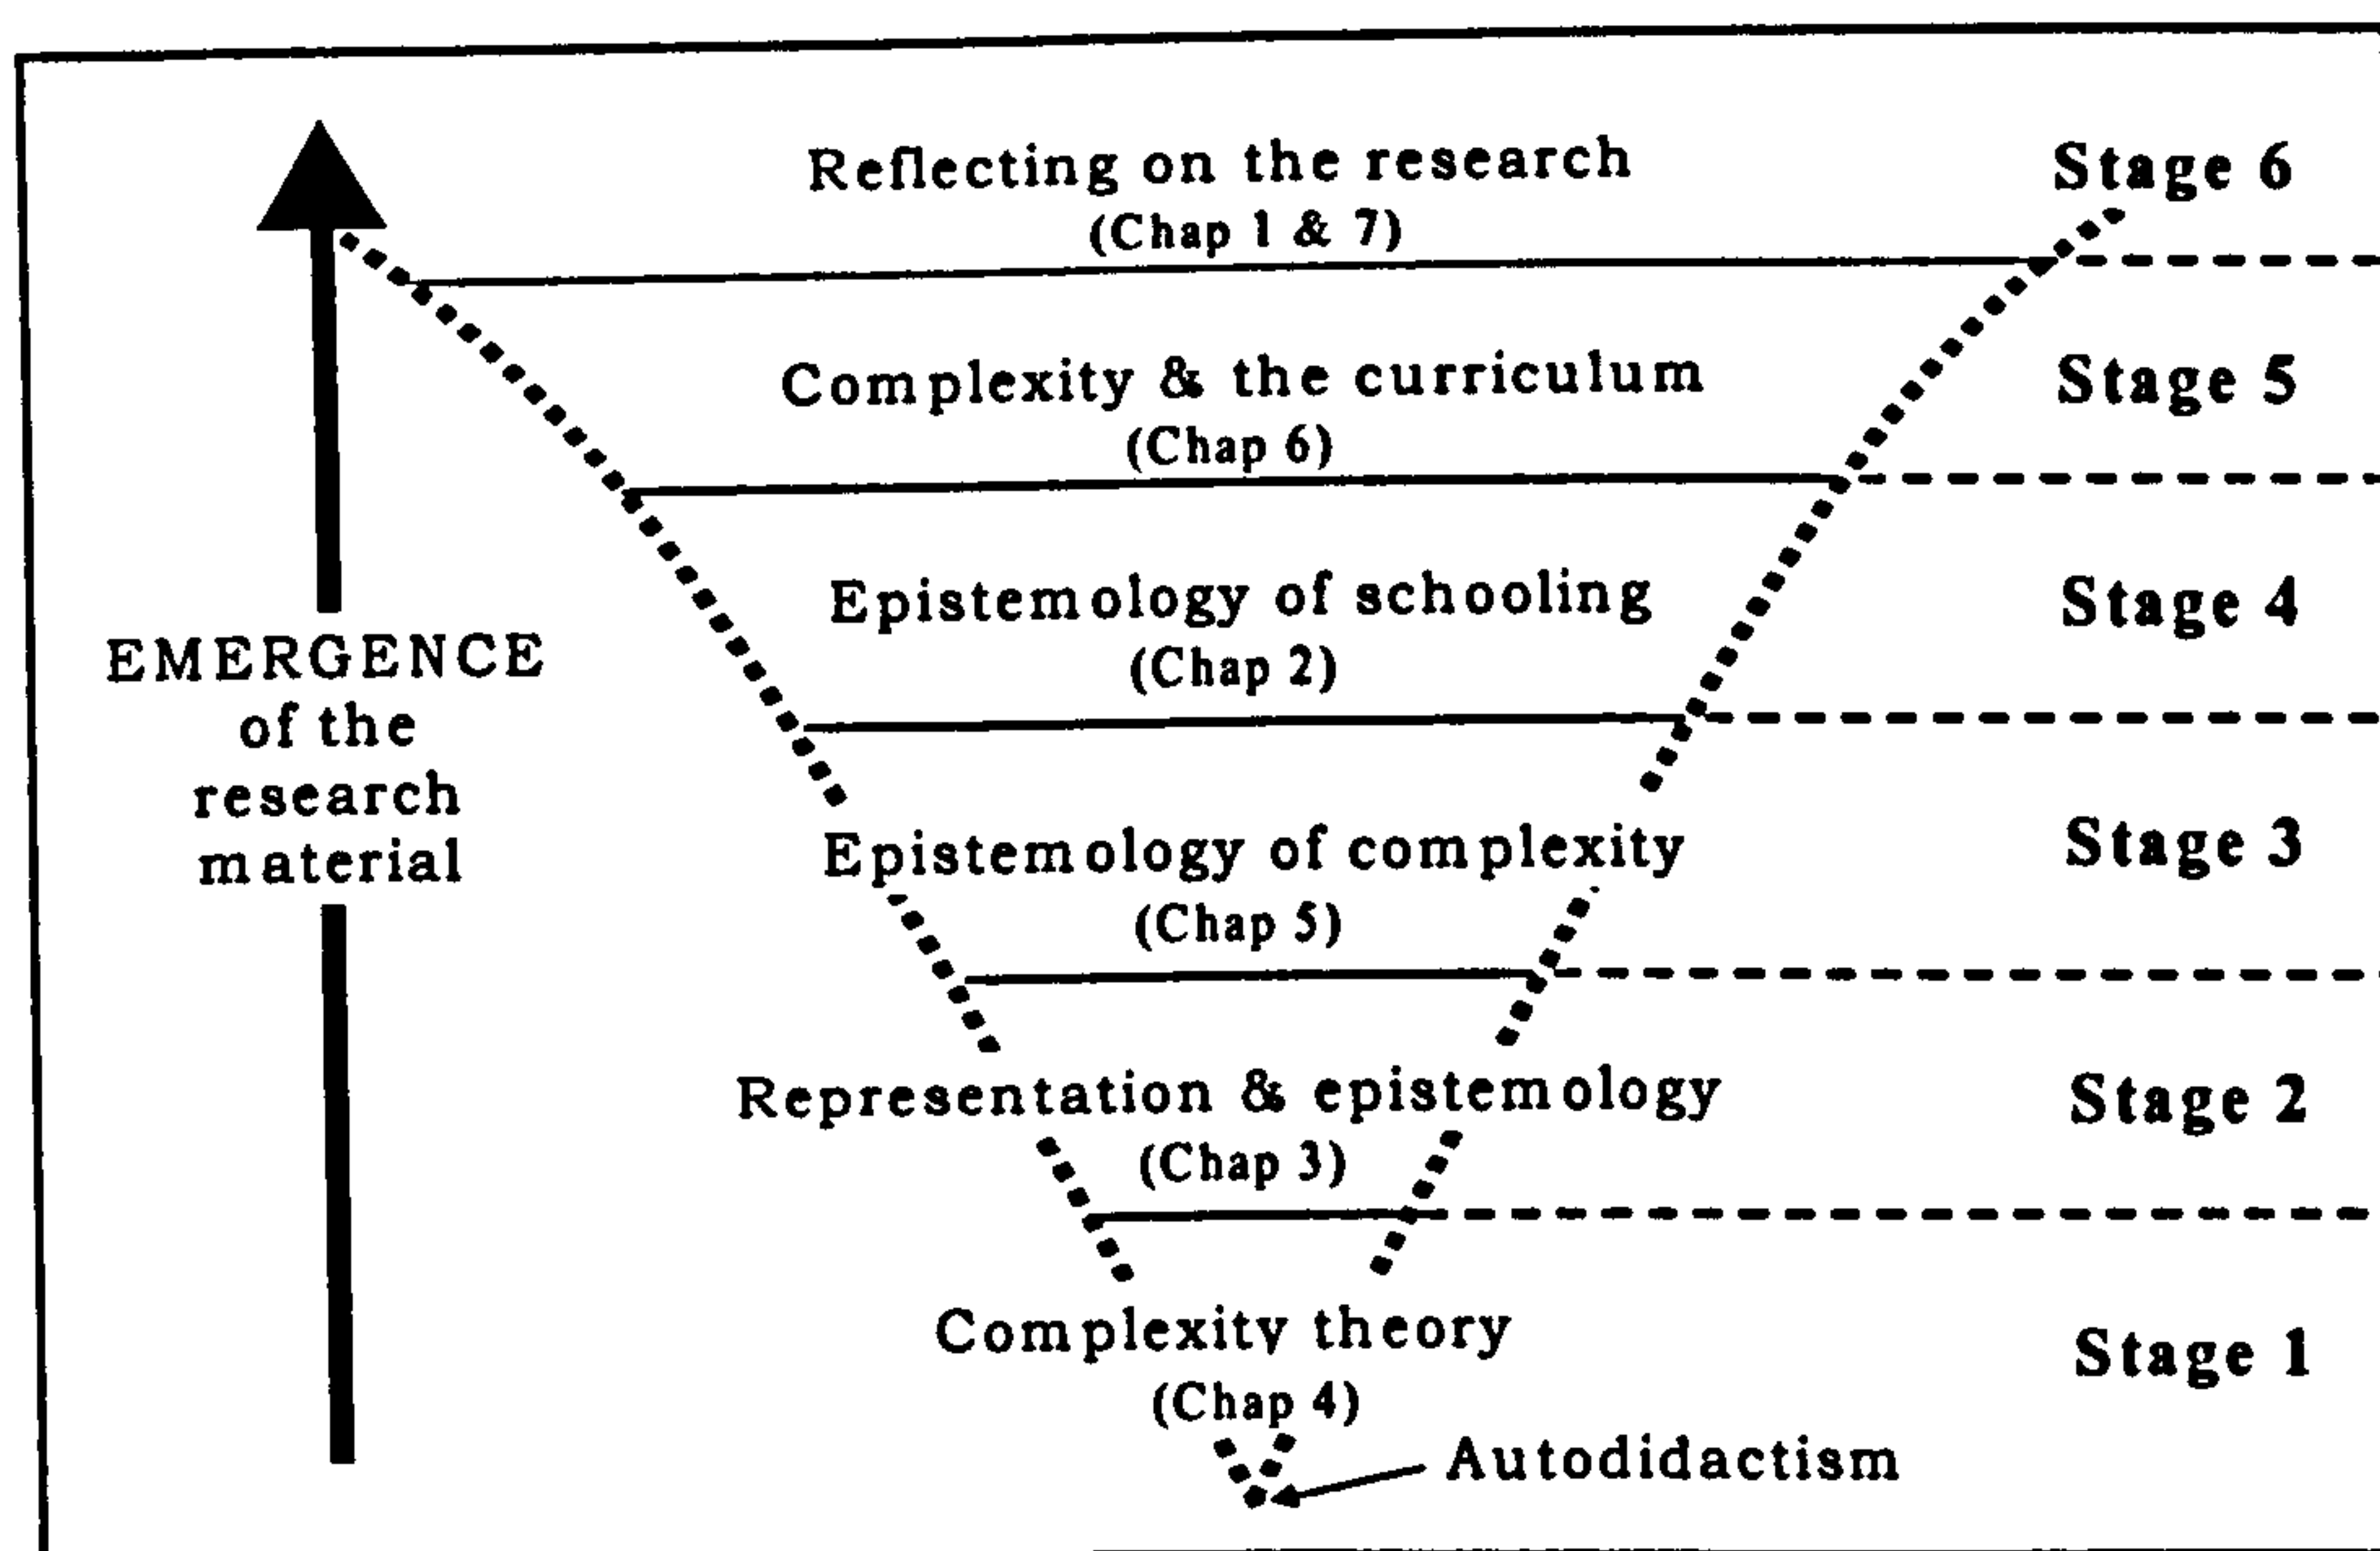 Reflecting on the research
(Chap 1 & 7)
Stage 6
Complexity & the curriculum
(Chap 6)
Stage 5
Epistemology of schooling
(Chap 2)
Stage 4
EMERGENCE
of the
research
material
Epistemology of complexity
(Chap 5)
Stage 3
Representation & epistemology
(Chap 3)
Stage 2
Complexity theory
(Chap 4)
Stage 1
Autodidactism